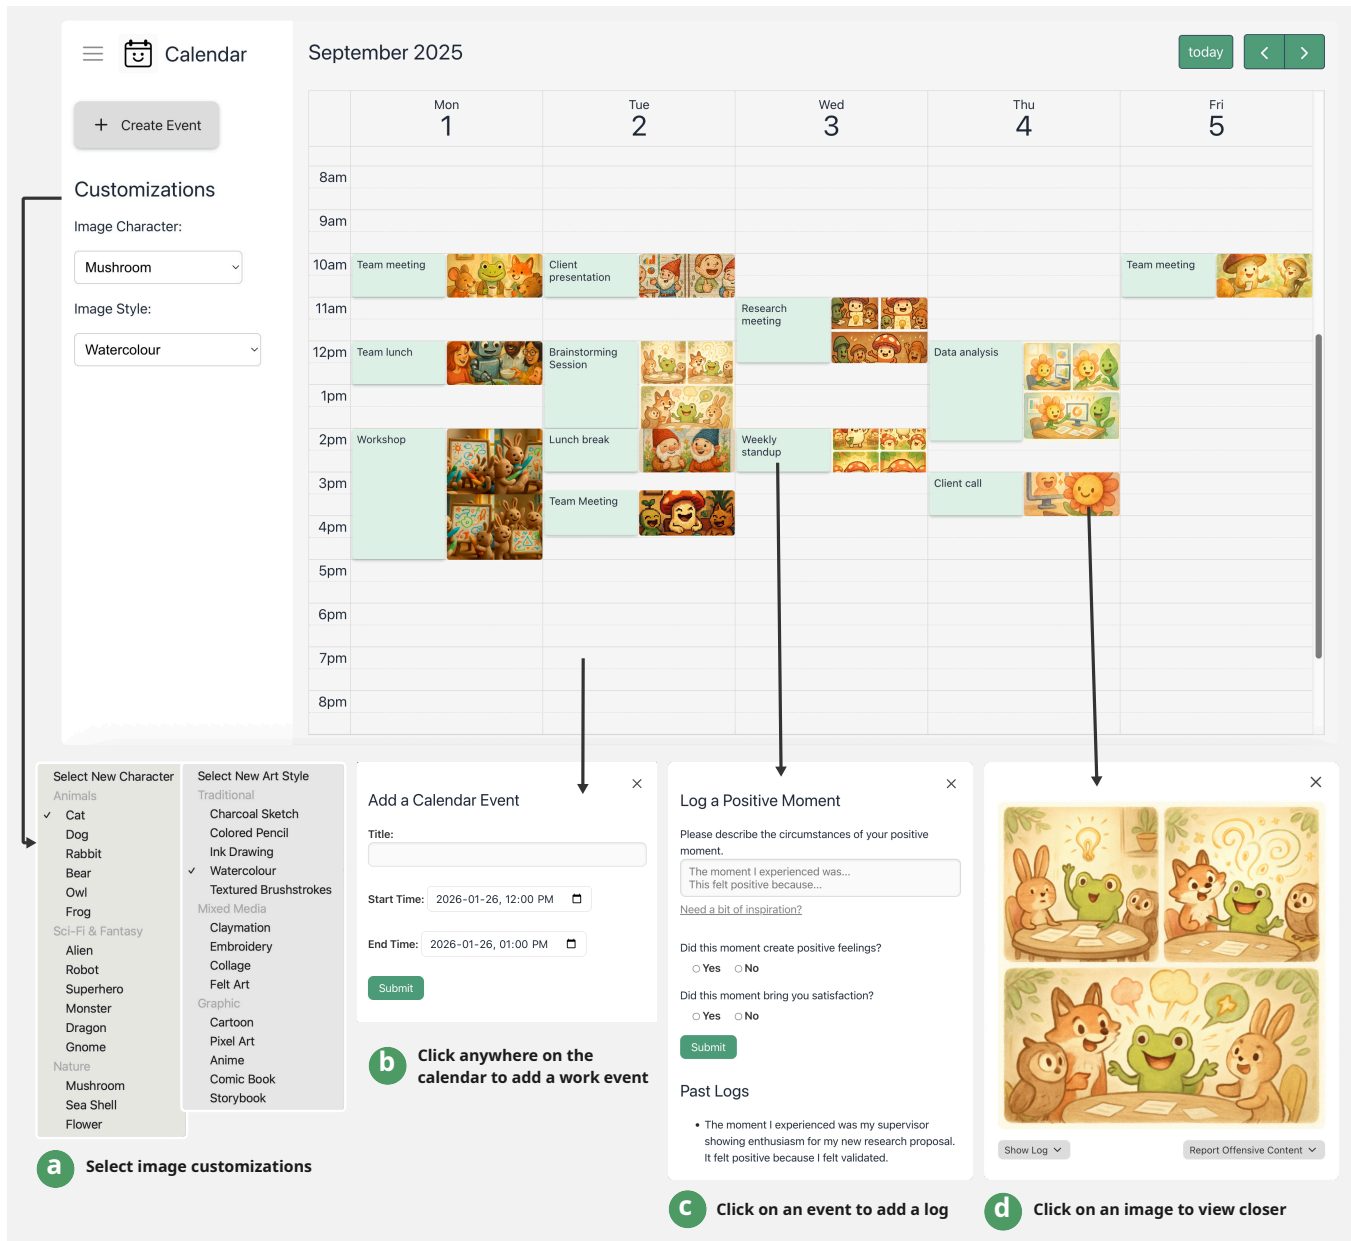 Calendar
September 2025
today
Create Event
Customizations
Image Character:
Mushroom
Image Style:
Watercolour
Mon
1
Tue
2
Wed
3
Thu
4
Fri
5
8am
9am
10am
11am
12pm
1pm
2pm
3pm
4pm
5pm
6pm
7pm
8pm
Team meeting
Team lunch
Workshop
Client
presentation
Brainstorming
Session
Lunch break
Team Meeting
Research
meeting
Weekly
standup
Data analysis
Client call
Team meeting
Select New Character
Animals
Cat
Dog
Rabbit
Bear
Owl
Frog
Sci-Fi & Fantasy
Alien
Robot
Superhero
Monster
Dragon
Gnome
Nature
Mushroom
Sea Shell
Flower
Select New Art Style
Traditional
Charcoal Sketch
Colored Pencil
Ink Drawing
Watercolour
Textured Brushstrokes
Mixed Media
Claymation
Embroidery
Collage
Felt Art
Graphic
Cartoon
Pixel Art
Anime
Comic Book
Storybook
a Select image customizations
Add a Calendar Event
Title:
Start Time: 2026-01-26, 12:00 PM
End Time: 2026-01-26, 01:00 PM
Submit
b Click anywhere on the
calendar to add a work event
Log a Positive Moment
Please describe the circumstances of your positive
moment.
The moment I experienced was...
This felt positive because...
Need a bit of inspiration?
Did this moment create positive feelings?
Yes No
Did this moment bring you satisfaction?
Yes No
Submit
Past Logs
• The moment I experienced was my supervisor
showing enthusiasm for my new research proposal.
It felt positive because I felt validated.
c Click on an event to add a log
Show Log
Report Offensive Content
d Click on an image to view closer